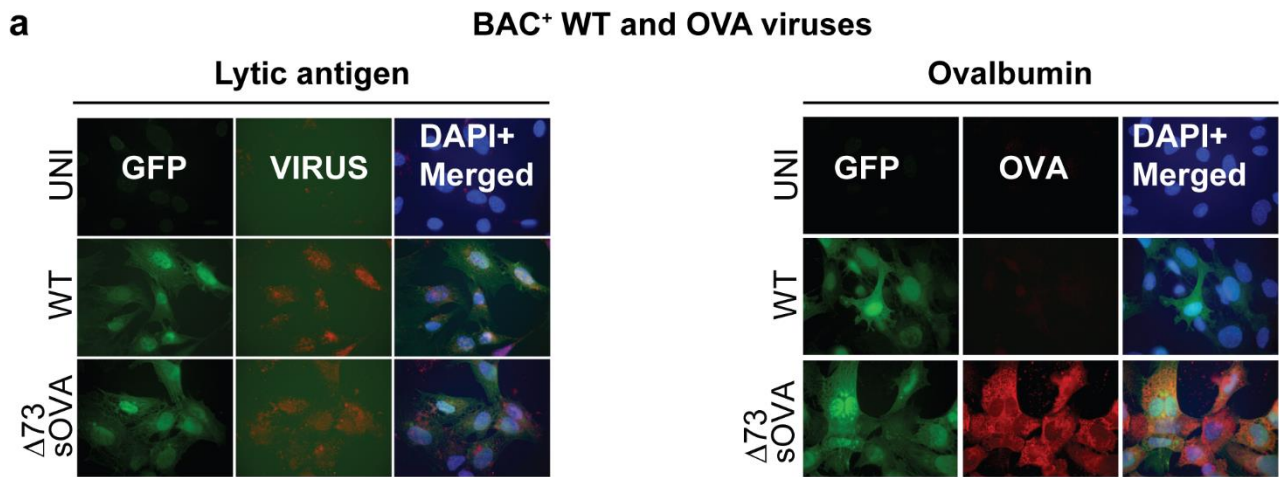 a
BAC⁺ WT and OVA viruses
Lytic antigen
UNI
GFP
VIRUS
DAPI+
Merged
WT
Δ73
sOVA
Ovalbumin
UNI
GFP
OVA
DAPI+
Merged
WT
Δ73
sOVA